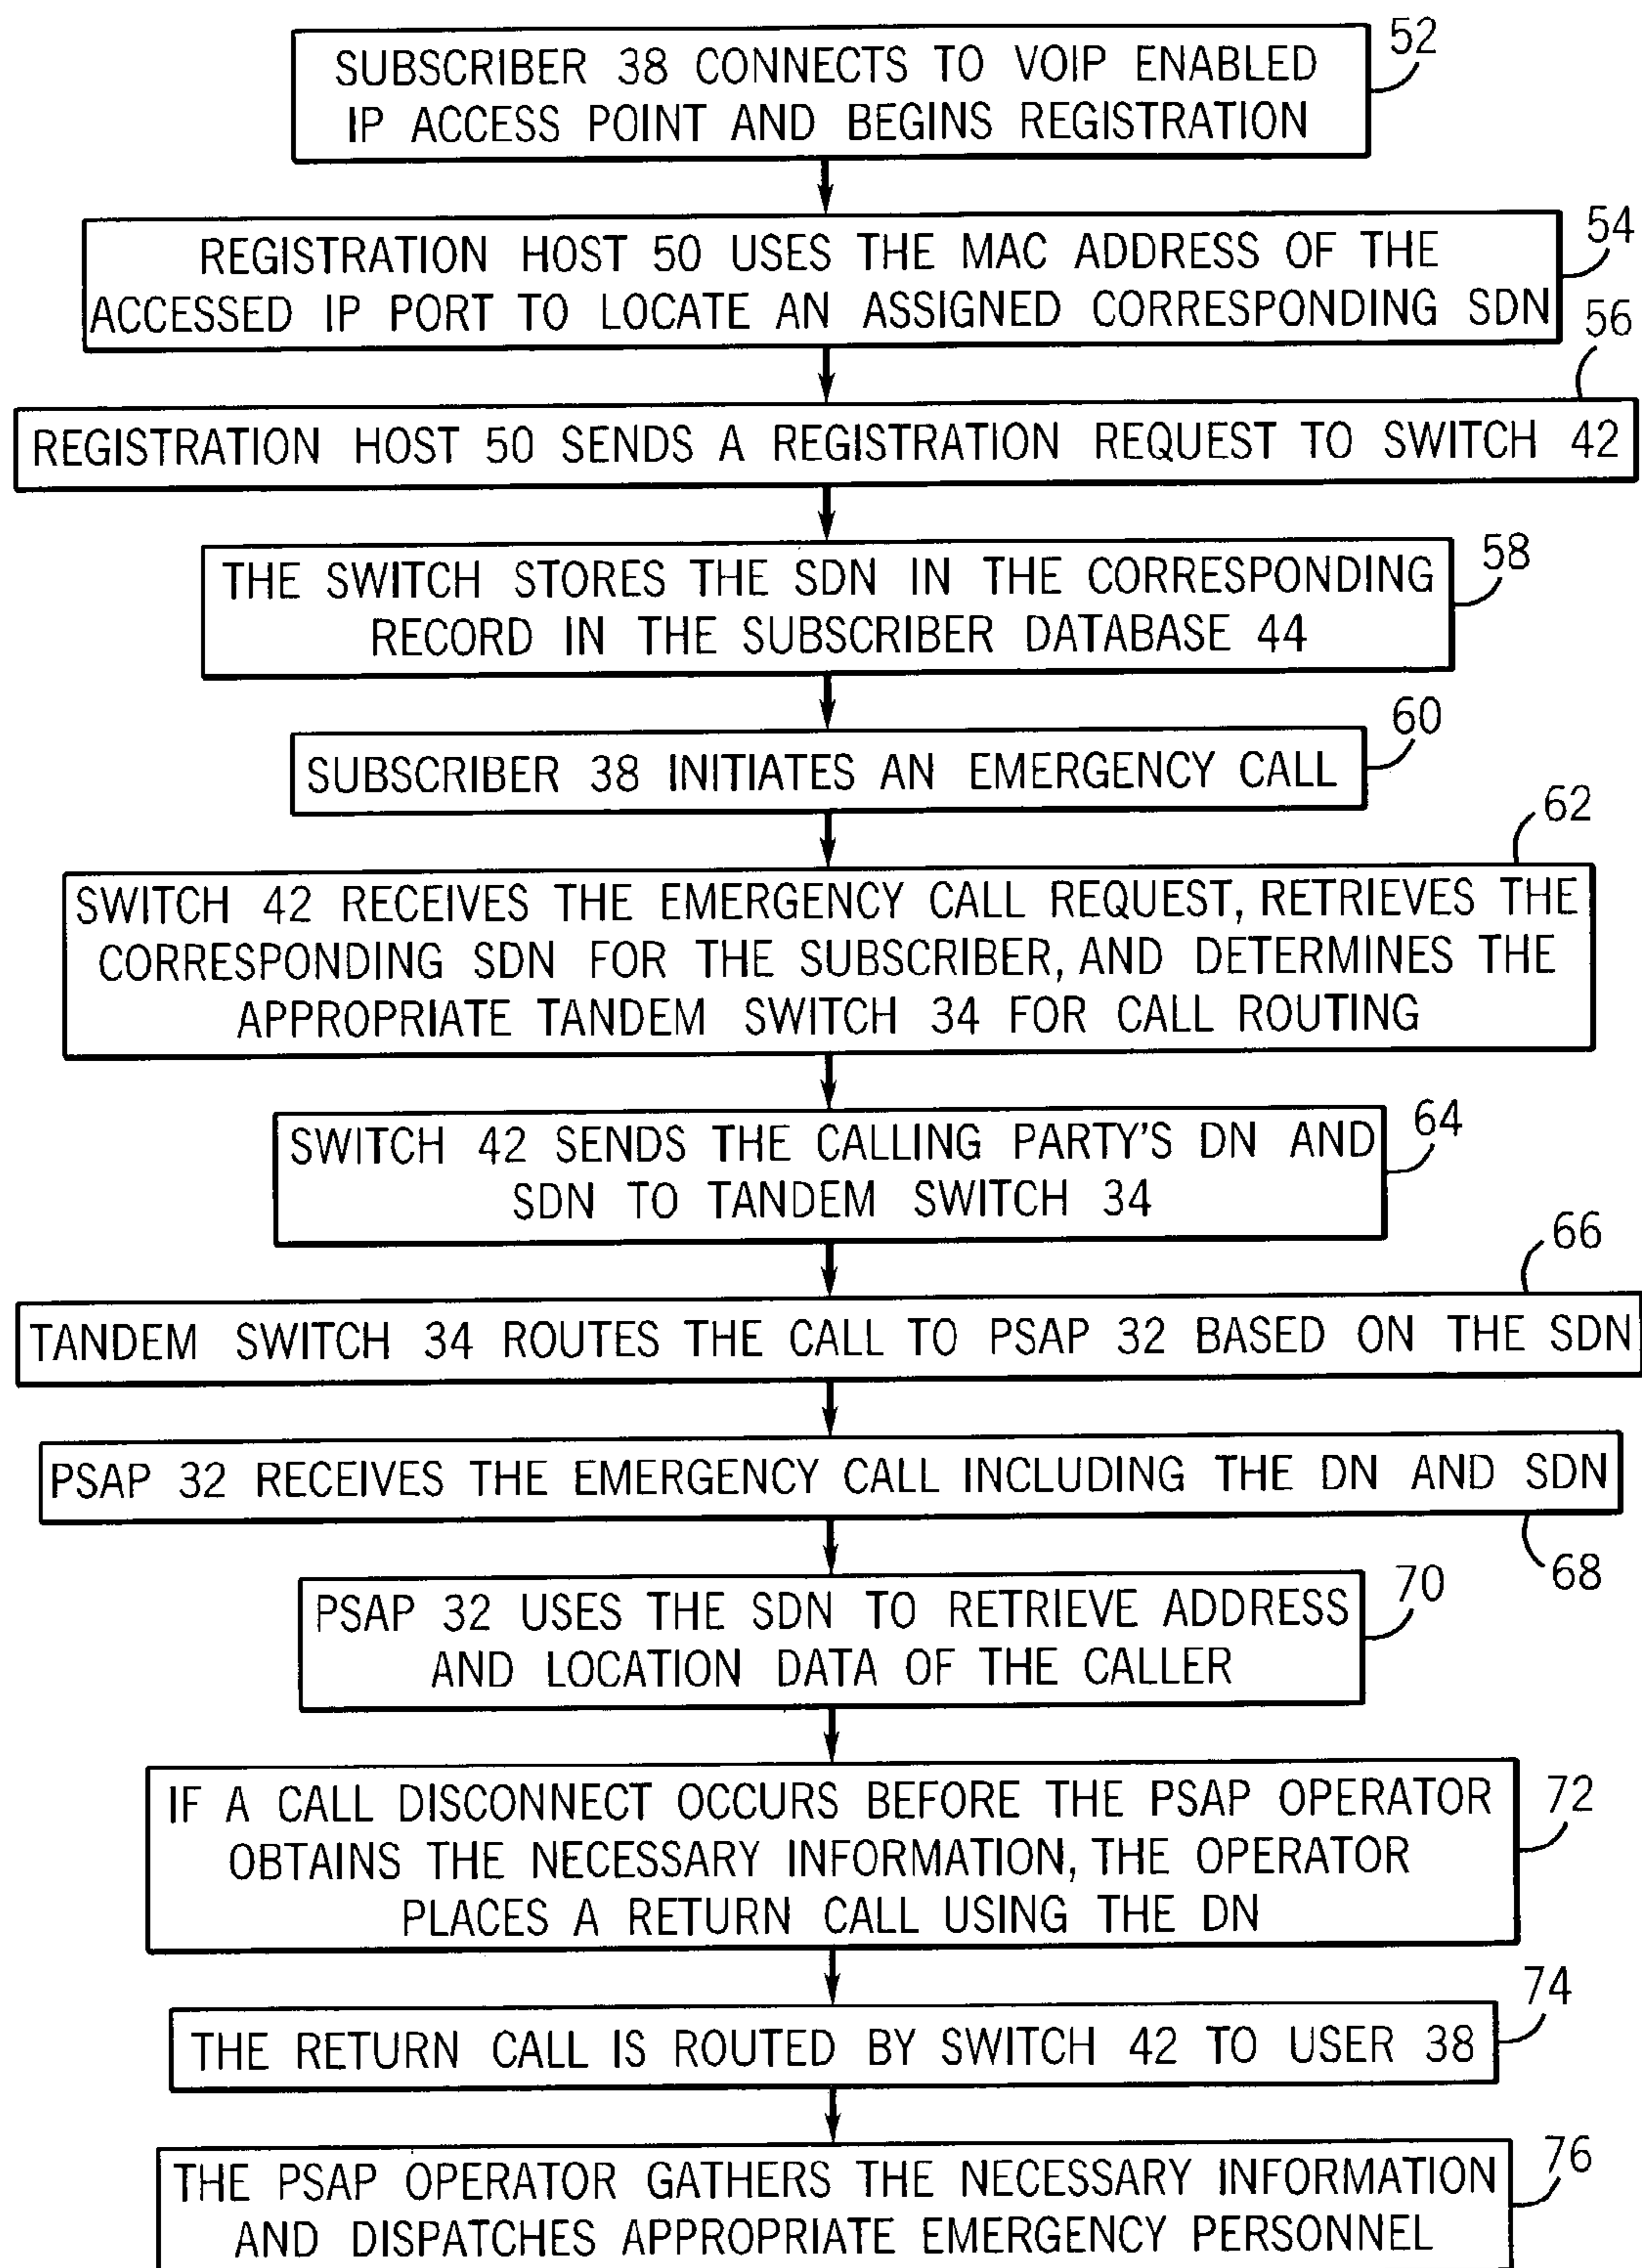 52
SUBSCRIBER 38 CONNECTS TO VOIP ENABLED
IP ACCESS POINT AND BEGINS REGISTRATION
54
REGISTRATION HOST 50 USES THE MAC ADDRESS OF THE
ACCESSED IP PORT TO LOCATE AN ASSIGNED CORRESPONDING SDN
56
REGISTRATION HOST 50 SENDS A REGISTRATION REQUEST TO SWITCH 42
58
THE SWITCH STORES THE SDN IN THE CORRESPONDING
RECORD IN THE SUBSCRIBER DATABASE 44
60
SUBSCRIBER 38 INITIATES AN EMERGENCY CALL
62
SWITCH 42 RECEIVES THE EMERGENCY CALL REQUEST, RETRIEVES THE
CORRESPONDING SDN FOR THE SUBSCRIBER, AND DETERMINES THE
APPROPRIATE TANDEM SWITCH 34 FOR CALL ROUTING
64
SWITCH 42 SENDS THE CALLING PARTY'S DN AND
SDN TO TANDEM SWITCH 34
66
TANDEM SWITCH 34 ROUTES THE CALL TO PSAP 32 BASED ON THE SDN
PSAP 32 RECEIVES THE EMERGENCY CALL INCLUDING THE DN AND SDN
68
70
PSAP 32 USES THE SDN TO RETRIEVE ADDRESS
AND LOCATION DATA OF THE CALLER
72
IF A CALL DISCONNECT OCCURS BEFORE THE PSAP OPERATOR
OBTAINS THE NECESSARY INFORMATION, THE OPERATOR
PLACES A RETURN CALL USING THE DN
74
THE RETURN CALL IS ROUTED BY SWITCH 42 TO USER 38
76
THE PSAP OPERATOR GATHERS THE NECESSARY INFORMATION
AND DISPATCHES APPROPRIATE EMERGENCY PERSONNEL